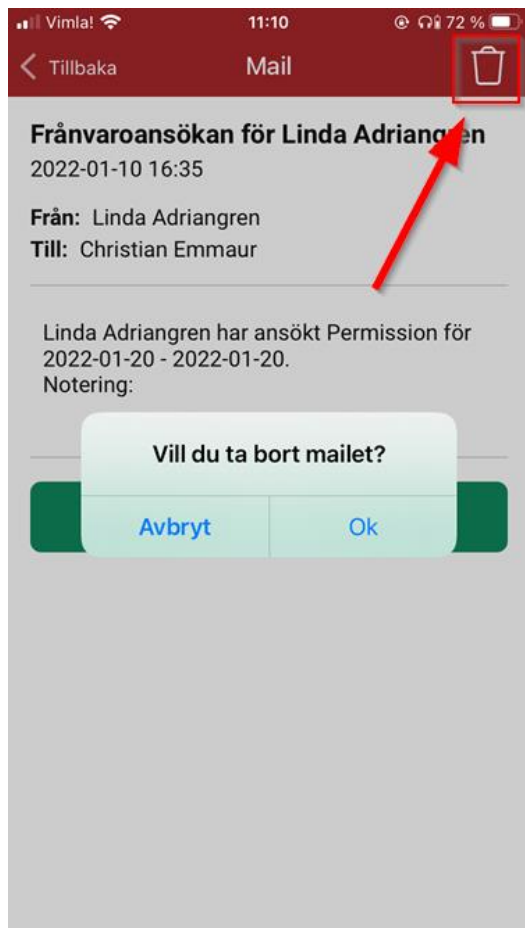 Vimla! 11:10 72 %
Tillbaka Mail
Frånvaroansökan för Linda Adriangren
2022-01-10 16:35
Från: Linda Adriangren
Till: Christian Emmaur
Linda Adriangren har ansökt Permission för
2022-01-20 - 2022-01-20.
Notering:
Vill du ta bort mailet?
Avbryt Ok